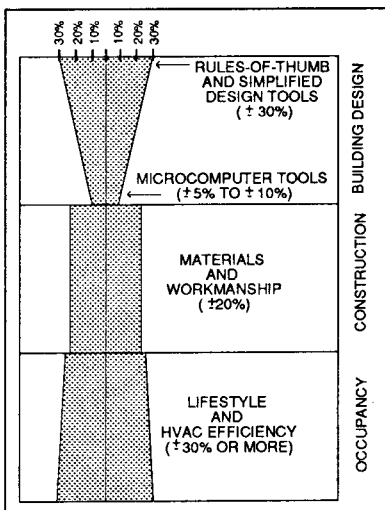 30% 20% 10% 10% 20% 30%
RULES-OF-THUMB
AND SIMPLIFIED
DESIGN TOOLS
(±30%)
MICROCOMPUTER TOOLS
(±5% TO ±10%)
BUILDING DESIGN
MATERIALS
AND
WORKMANSHIP
(±20%)
CONSTRUCTION
LIFESTYLE
AND
HVAC EFFICIENCY
(±30% OR MORE)
OCCUPANCY